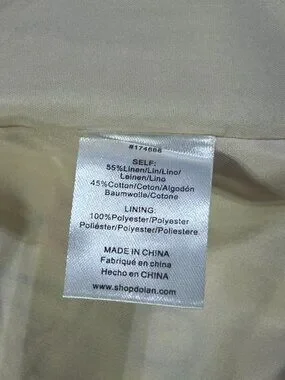 #174668
SELF:
55%Linen/Lin/Lino/
Leinen/Lino
45%Cotton/Coton/Algodón
Baumwolle/Cotone
LINING:
100%Polyester/Polyester
Poliéster/Polyester/Poliestere
MADE IN CHINA
Fabriqué en china
Hecho en CHINA
www.shopdolan.com